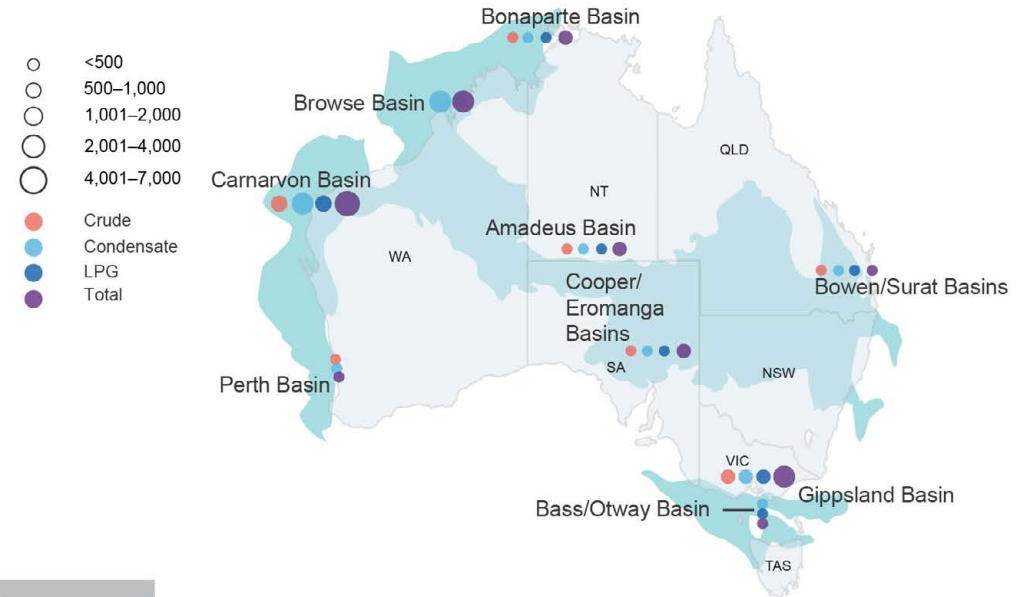 <500
500–1,000
1,001–2,000
2,001–4,000
4,001–7,000
Crude
Condensate
LPG
Total
Bonaparte Basin
Browse Basin
Carnarvon Basin
QLD
NT
Amadeus Basin
WA
Cooper/
Eromanga
Basins
Bowen/Surat Basins
SA
NSW
Perth Basin
VIC
Gippsland Basin
Bass/Otway Basin
TAS